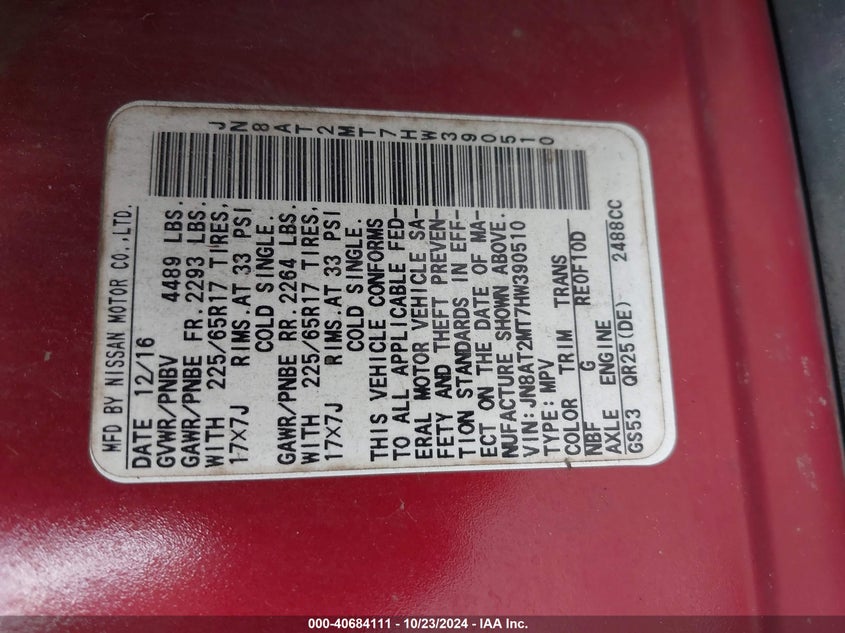 JN8AT2MT7HW390510
MFD BY NISSAN MOTOR CO.,LTD.
DATE 12/16
GVWR/PNBV 4489 LBS.
GAWR/PNBE FR. 2293 LBS.
WITH 225/65R17 TIRES,
17X7J RIMS.AT 33 PSI
COLD SINGLE.
GAWR/PNBE RR. 2264 LBS.
WITH 225/65R17 TIRES,
17X7J RIMS.AT 33 PSI
COLD SINGLE.
THIS VEHICLE CONFORMS
TO ALL APPLICABLE FED-
ERAL MOTOR VEHICLE SA-
FETY AND THEFT PREVEN-
TION STANDARDS IN EFF-
ECT ON THE DATE OF MA-
NUFACTURE SHOWN ABOVE.
VIN: JN8AT2MT7HW390510
TYPE: MPV
COLOR TRIM TRANS
NBF G RE0F10D
AXLE ENGINE
GS53 QR25(DE) 2488CC
000-40684111 - 10/23/2024 - IAA Inc.